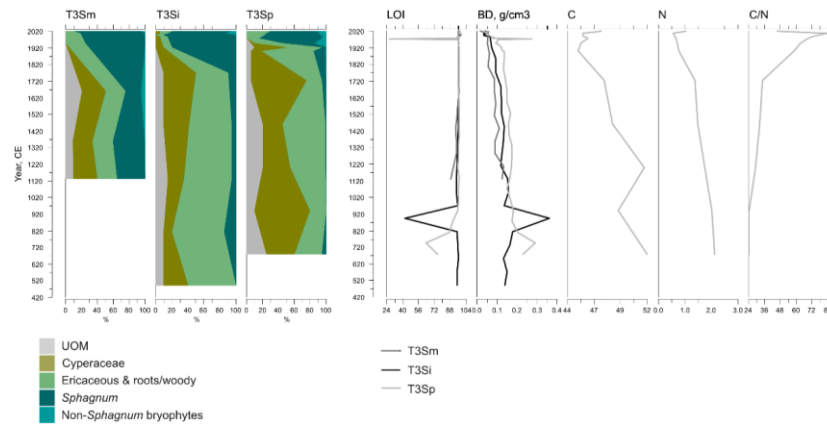 T3Sm T3Si T3Sp LOI BD, g/cm3 C N C/N
2020
1920
1820
1720
1620
1520
1420
1320
1220
1120
1020
920
820
720
620
520
420
Year, CE
0 20 40 60 80 100 0 20 40 60 80 100 0 20 40 60 80 100
% % %
24 40 56 72 88 104 0.0 0.1 0.2 0.3 0.4 44 47 49 52 0.0 1.0 2.0 3.0 24 36 48 60 72
UOM
Cyperaceae
Ericaceous & roots/woody
Sphagnum
Non-Sphagnum bryophytes
T3Sm
T3Si
T3Sp